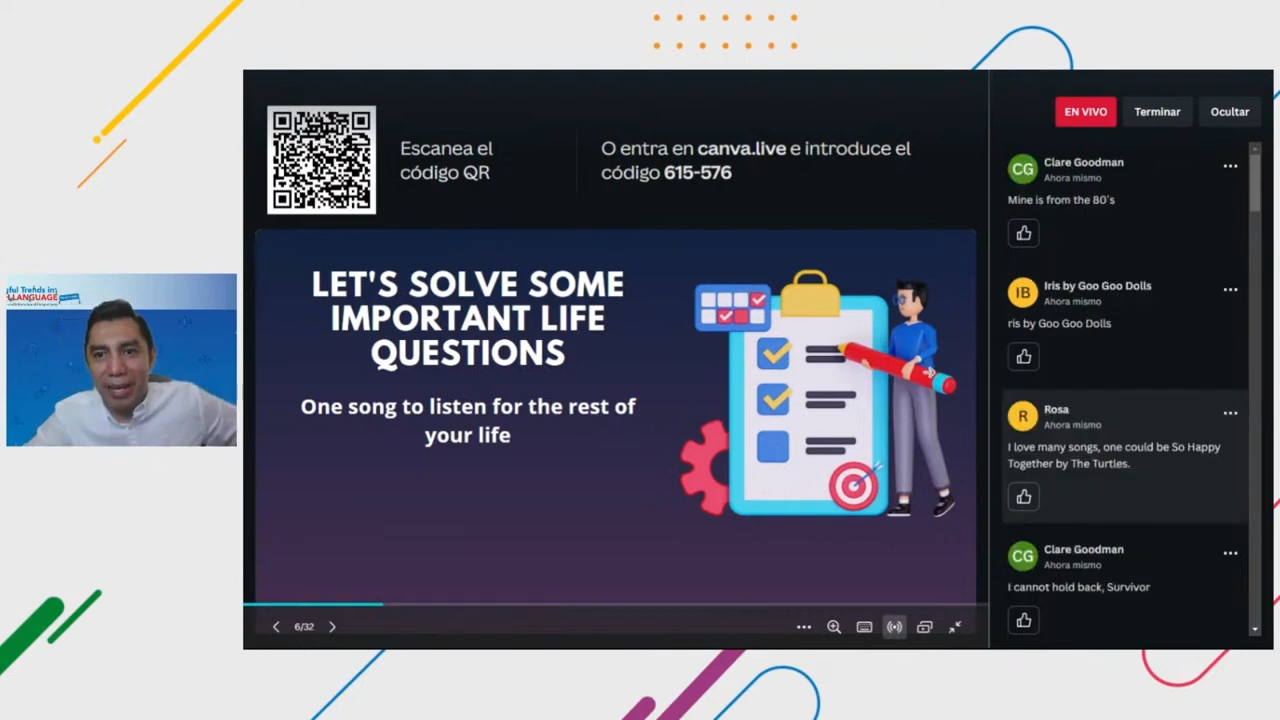 Trends in
LANGUAGE
Escanea el
código QR
O entra en canva.live e introduce el
código 615-576
LET'S SOLVE SOME
IMPORTANT LIFE
QUESTIONS
One song to listen for the rest of
your life
6/32
EN VIVO
Terminar
Ocultar
CG
Clare Goodman
Ahora mismo
Mine is from the 80's
IB
Iris by Goo Goo Dolls
Ahora mismo
ris by Goo Goo Dolls
R
Rosa
Ahora mismo
I love many songs, one could be So Happy
Together by The Turtles.
CG
Clare Goodman
Ahora mismo
I cannot hold back, Survivor